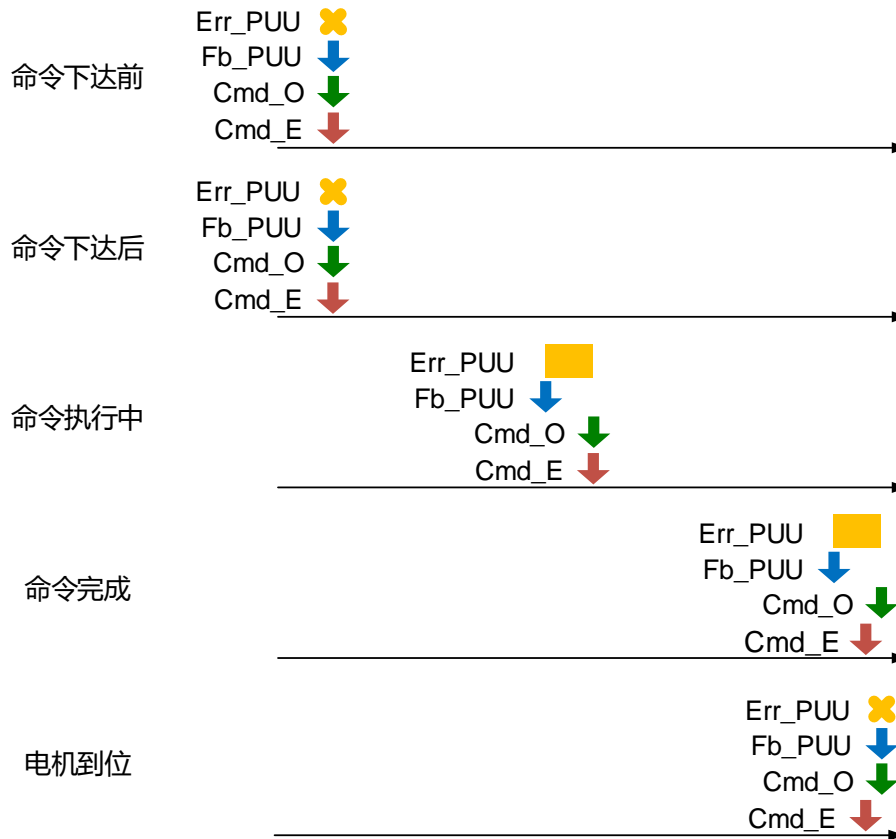 Err_PUU
Fb_PUU
命令下达前
Cmd_O
Cmd_E
Err_PUU
Fb_PUU
命令下达后
Cmd_O
Cmd_E
Err_PUU
Fb_PUU
命令执行中
Cmd_O
Cmd_E
Err_PUU
Fb_PUU
命令完成
Cmd_O
Cmd_E
Err_PUU
Fb_PUU
电机到位
Cmd_O
Cmd_E